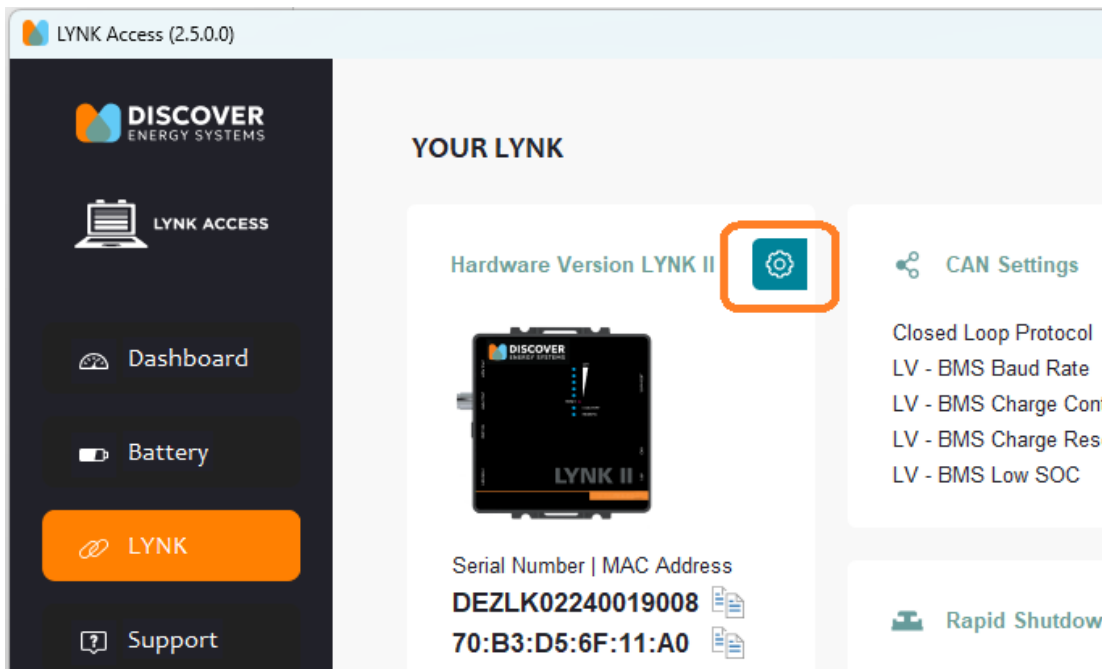 LYNK Access (2.5.0.0)
DISCOVER
ENERGY SYSTEMS
LYNK ACCESS
Dashboard
Battery
LYNK
Support
YOUR LYNK
Hardware Version LYNK II
DISCOVER
ENERGY SYSTEMS
LYNK II
Serial Number | MAC Address
DEZLK02240019008
70:B3:D5:6F:11:A0
CAN Settings
Closed Loop Protocol
LV - BMS Baud Rate
LV - BMS Charge Con
LV - BMS Charge Res
LV - BMS Low SOC
Rapid Shutdow